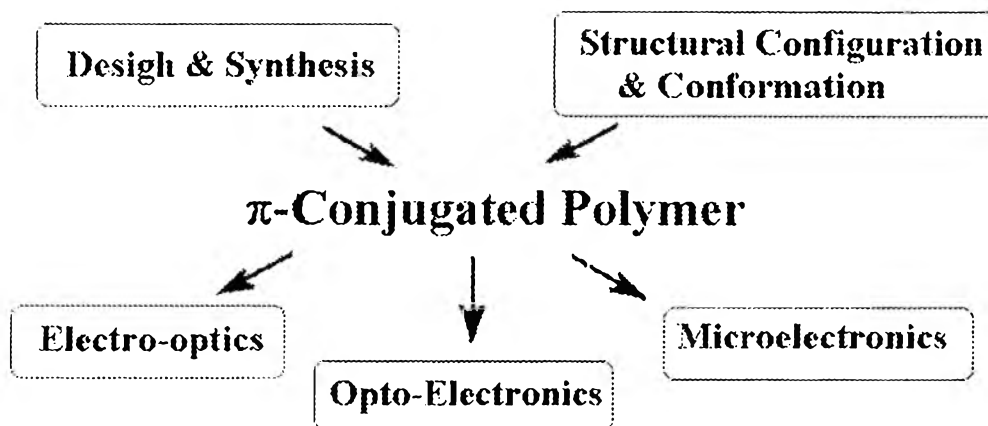 Desigh & Synthesis
Structural Configuration
& Conformation
π-Conjugated Polymer
Electro-optics
Opto-Electronics
Microelectronics